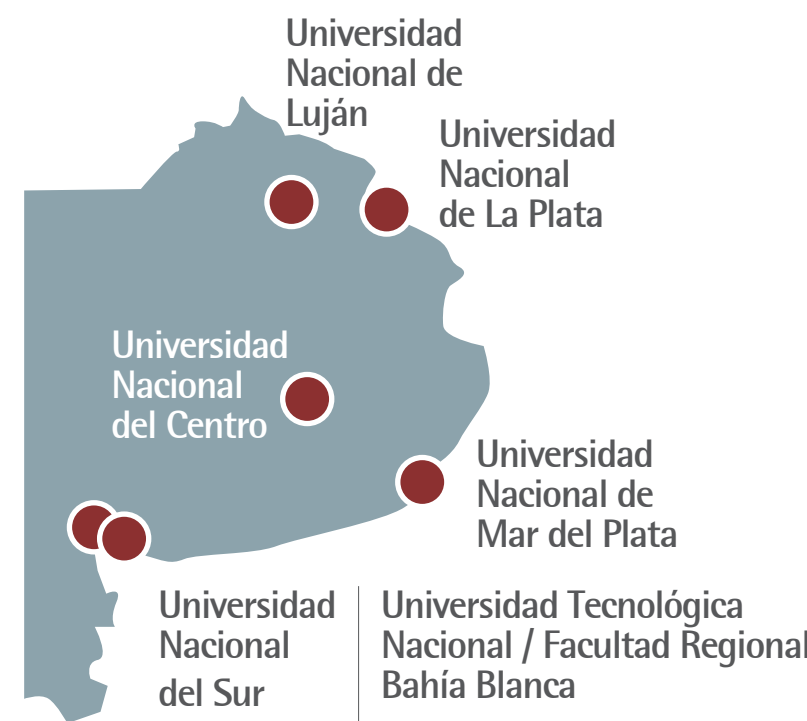 Universidad
Nacional de
Luján
Universidad
Nacional
de La Plata
Universidad
Nacional
del Centro
Universidad
Nacional de
Mar del Plata
Universidad
Nacional
del Sur
Universidad Tecnológica
Nacional / Facultad Regional
Bahía Blanca